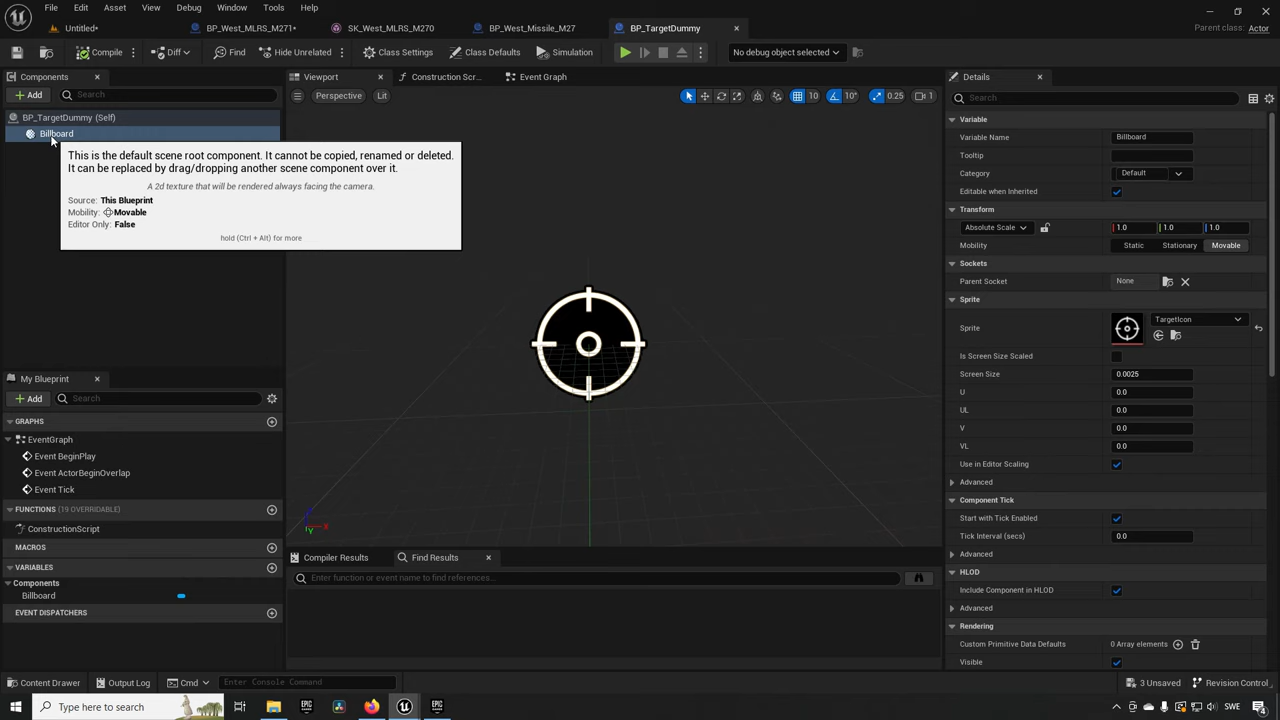 File Edit Asset View Debug Window Tools Help
Untitled*
BP_West_MLRS_M271*
SK_West_MLRS_M270
BP_West_Missile_M27
BP_TargetDummy
Parent class: Actor
Compile
Diff
Find
Hide Unrelated
Class Settings
Class Defaults
Simulation
No debug object selected
Components
Viewport
Construction Scr...
Event Graph
Details
Add
Search
Perspective
Lit
10
10°
0.25
1
Search
BP_TargetDummy (Self)
Billboard
This is the default scene root component. It cannot be copied, renamed or deleted.
It can be replaced by drag/dropping another scene component over it.
A 2d texture that will be rendered always facing the camera.
Source: This Blueprint
Mobility: Movable
Editor Only: False
hold (Ctrl + Alt) for more
Variable
Variable Name Billboard
Tooltip
Category Default
Editable when Inherited
Transform
Absolute Scale 1.0 1.0 1.0
Mobility Static Stationary Movable
Sockets
Parent Socket None
Sprite
Sprite TargetIcon
Is Screen Size Scaled
Screen Size 0.0025
U 0.0
UL 0.0
V 0.0
VL 0.0
Use in Editor Scaling
Advanced
Component Tick
Start with Tick Enabled
Tick Interval (secs) 0.0
Advanced
HLOD
Include Component in HLOD
Advanced
Rendering
Custom Primitive Data Defaults 0 Array elements
Visible
My Blueprint
Add
Search
GRAPHS
EventGraph
Event BeginPlay
Event ActorBeginOverlap
Event Tick
FUNCTIONS (19 OVERRIDABLE)
ConstructionScript
MACROS
VARIABLES
Components
Billboard
EVENT DISPATCHERS
Z
X
Y
Compiler Results
Find Results
Enter function or event name to find references...
Content Drawer
Output Log
Cmd
Enter Console Command
3 Unsaved
Revision Control
Type here to search
SWE